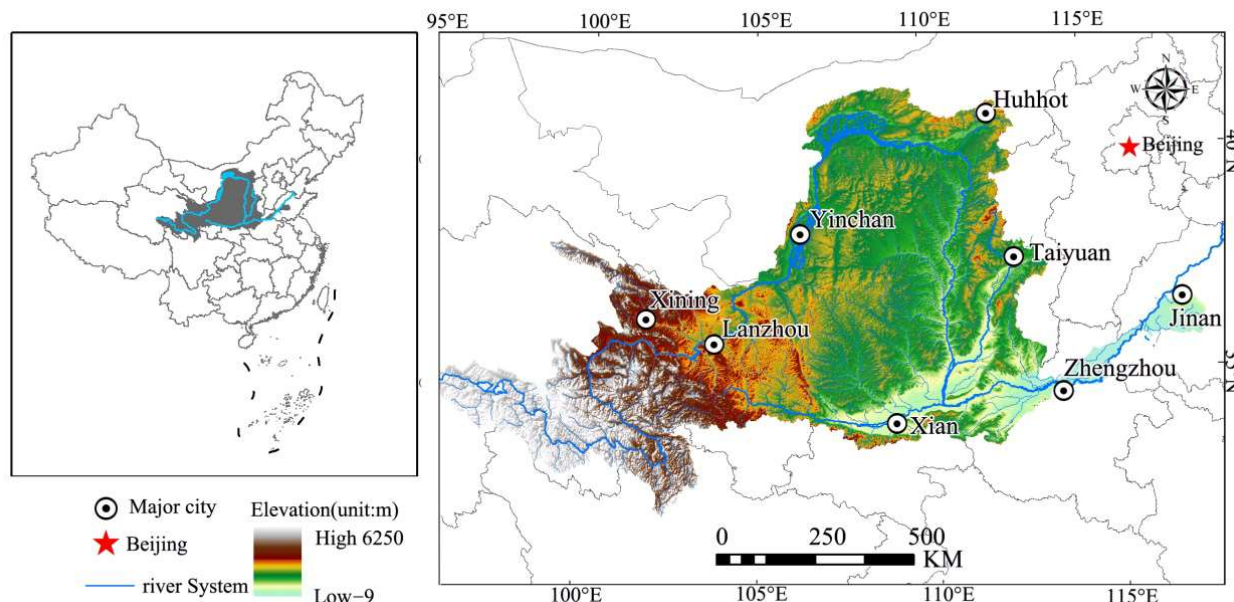 95°E 100°E 105°E 110°E 115°E
N
W E
S
Huhhot
Beijing
40°N
Yinchan
Taiyuan
Xining
Lanzhou
Jinan
Zhengzhou
Xian
Major city
Beijing
river System
Elevation(unit:m)
High 6250
Low−9
0 250 500
KM
100°E 105°E 110°E 115°E